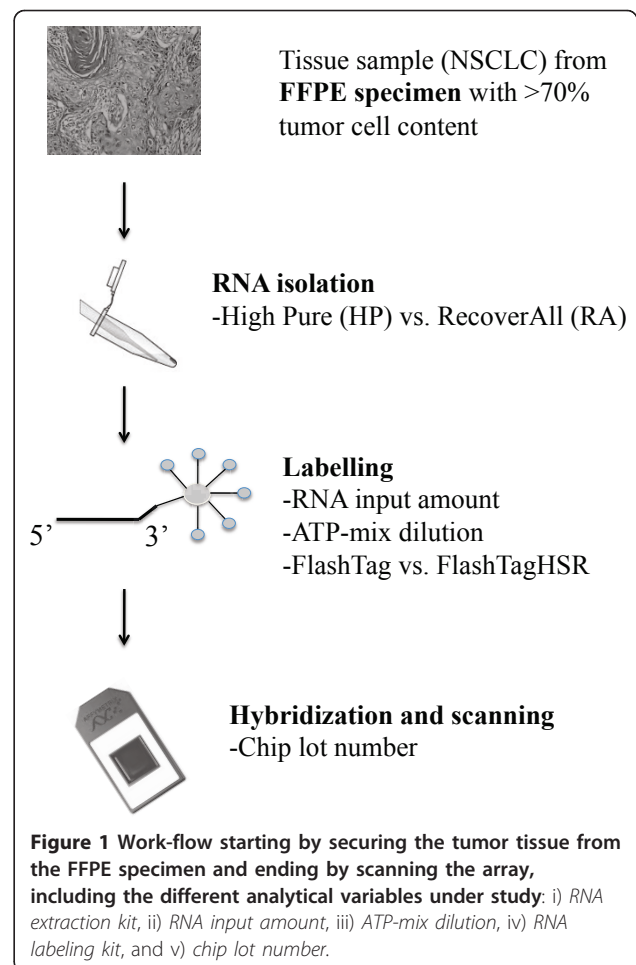 Tissue sample (NSCLC) from
FFPE specimen with >70%
tumor cell content
RNA isolation
-High Pure (HP) vs. RecoverAll (RA)
Labelling
-RNA input amount
-ATP-mix dilution
-FlashTag vs. FlashTagHSR
5’
3’
Hybridization and scanning
-Chip lot number
Figure 1 Work-flow starting by securing the tumor tissue from
the FFPE specimen and ending by scanning the array,
including the different analytical variables under study: i) RNA
extraction kit, ii) RNA input amount, iii) ATP-mix dilution, iv) RNA
labeling kit, and v) chip lot number.